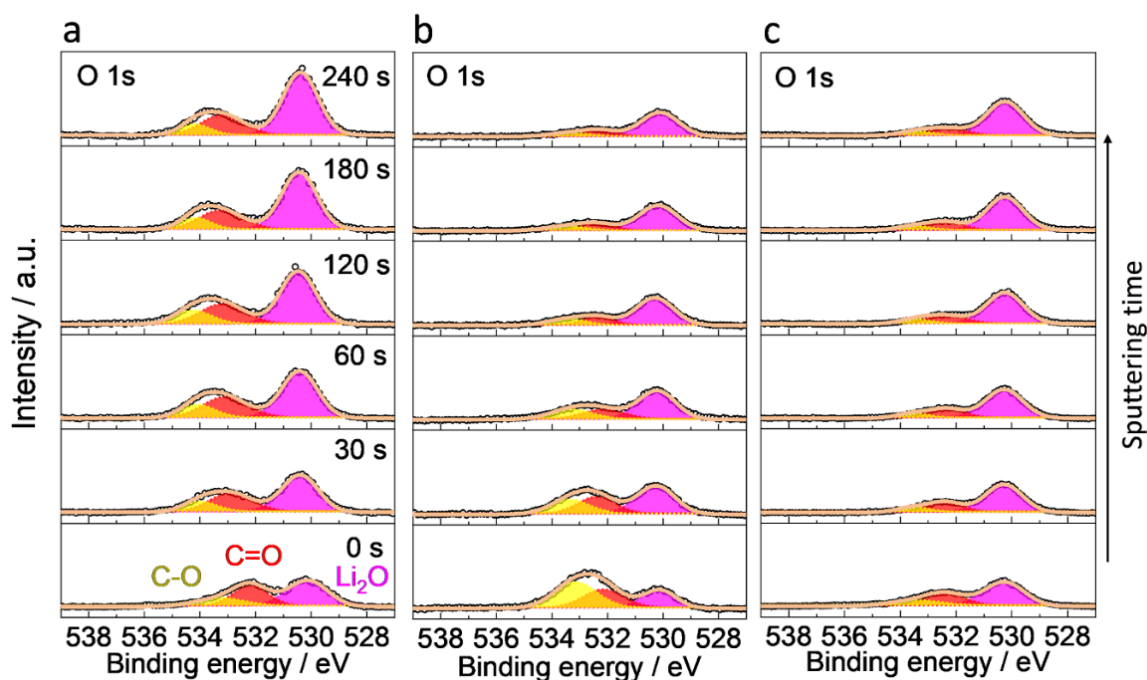 a b c
O 1s 240 s O 1s O 1s
180 s
120 s
60 s
30 s
0 s
C=O
C-O Li₂O
Intensity / a.u.
Sputtering time
538 536 534 532 530 528 538 536 534 532 530 528 538 536 534 532 530 528
Binding energy / eV Binding energy / eV Binding energy / eV